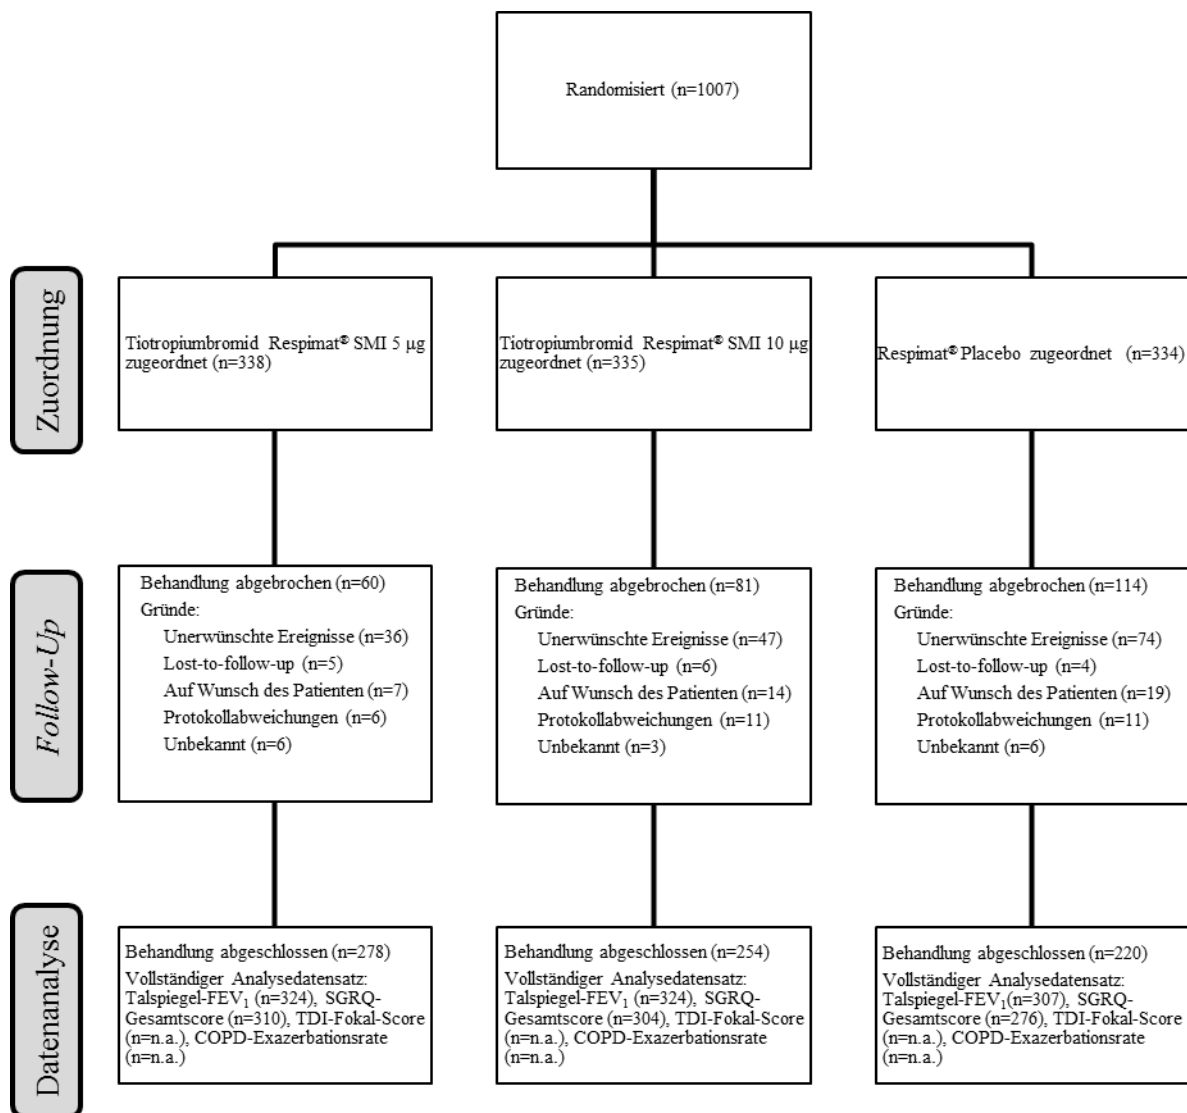 Randomisiert (n=1007)
Zuordnung
Tiotropiumbromid Respimat® SMI 5 µg
zugeordnet (n=338)
Tiotropiumbromid Respimat® SMI 10 µg
zugeordnet (n=335)
Respimat® Placebo zugeordnet (n=334)
Follow-Up
Behandlung abgebrochen (n=60)
Gründe:
Unerwünschte Ereignisse (n=36)
Lost-to-follow-up (n=5)
Auf Wunsch des Patienten (n=7)
Protokollabweichungen (n=6)
Unbekannt (n=6)
Behandlung abgebrochen (n=81)
Gründe:
Unerwünschte Ereignisse (n=47)
Lost-to-follow-up (n=6)
Auf Wunsch des Patienten (n=14)
Protokollabweichungen (n=11)
Unbekannt (n=3)
Behandlung abgebrochen (n=114)
Gründe:
Unerwünschte Ereignisse (n=74)
Lost-to-follow-up (n=4)
Auf Wunsch des Patienten (n=19)
Protokollabweichungen (n=11)
Unbekannt (n=6)
Datenanalyse
Behandlung abgeschlossen (n=278)
Vollständiger Analysedatensatz:
Talspiegel-FEV₁ (n=324), SGRQ-
Gesamtscore (n=310), TDI-Fokal-Score
(n=n.a.), COPD-Exazerbationsrate
(n=n.a.)
Behandlung abgeschlossen (n=254)
Vollständiger Analysedatensatz:
Talspiegel-FEV₁ (n=324), SGRQ-
Gesamtscore (n=304), TDI-Fokal-Score
(n=n.a.), COPD-Exazerbationsrate
(n=n.a.)
Behandlung abgeschlossen (n=220)
Vollständiger Analysedatensatz:
Talspiegel-FEV₁(n=307), SGRQ-
Gesamtscore (n=276), TDI-Fokal-Score
(n=n.a.), COPD-Exazerbationsrate
(n=n.a.)